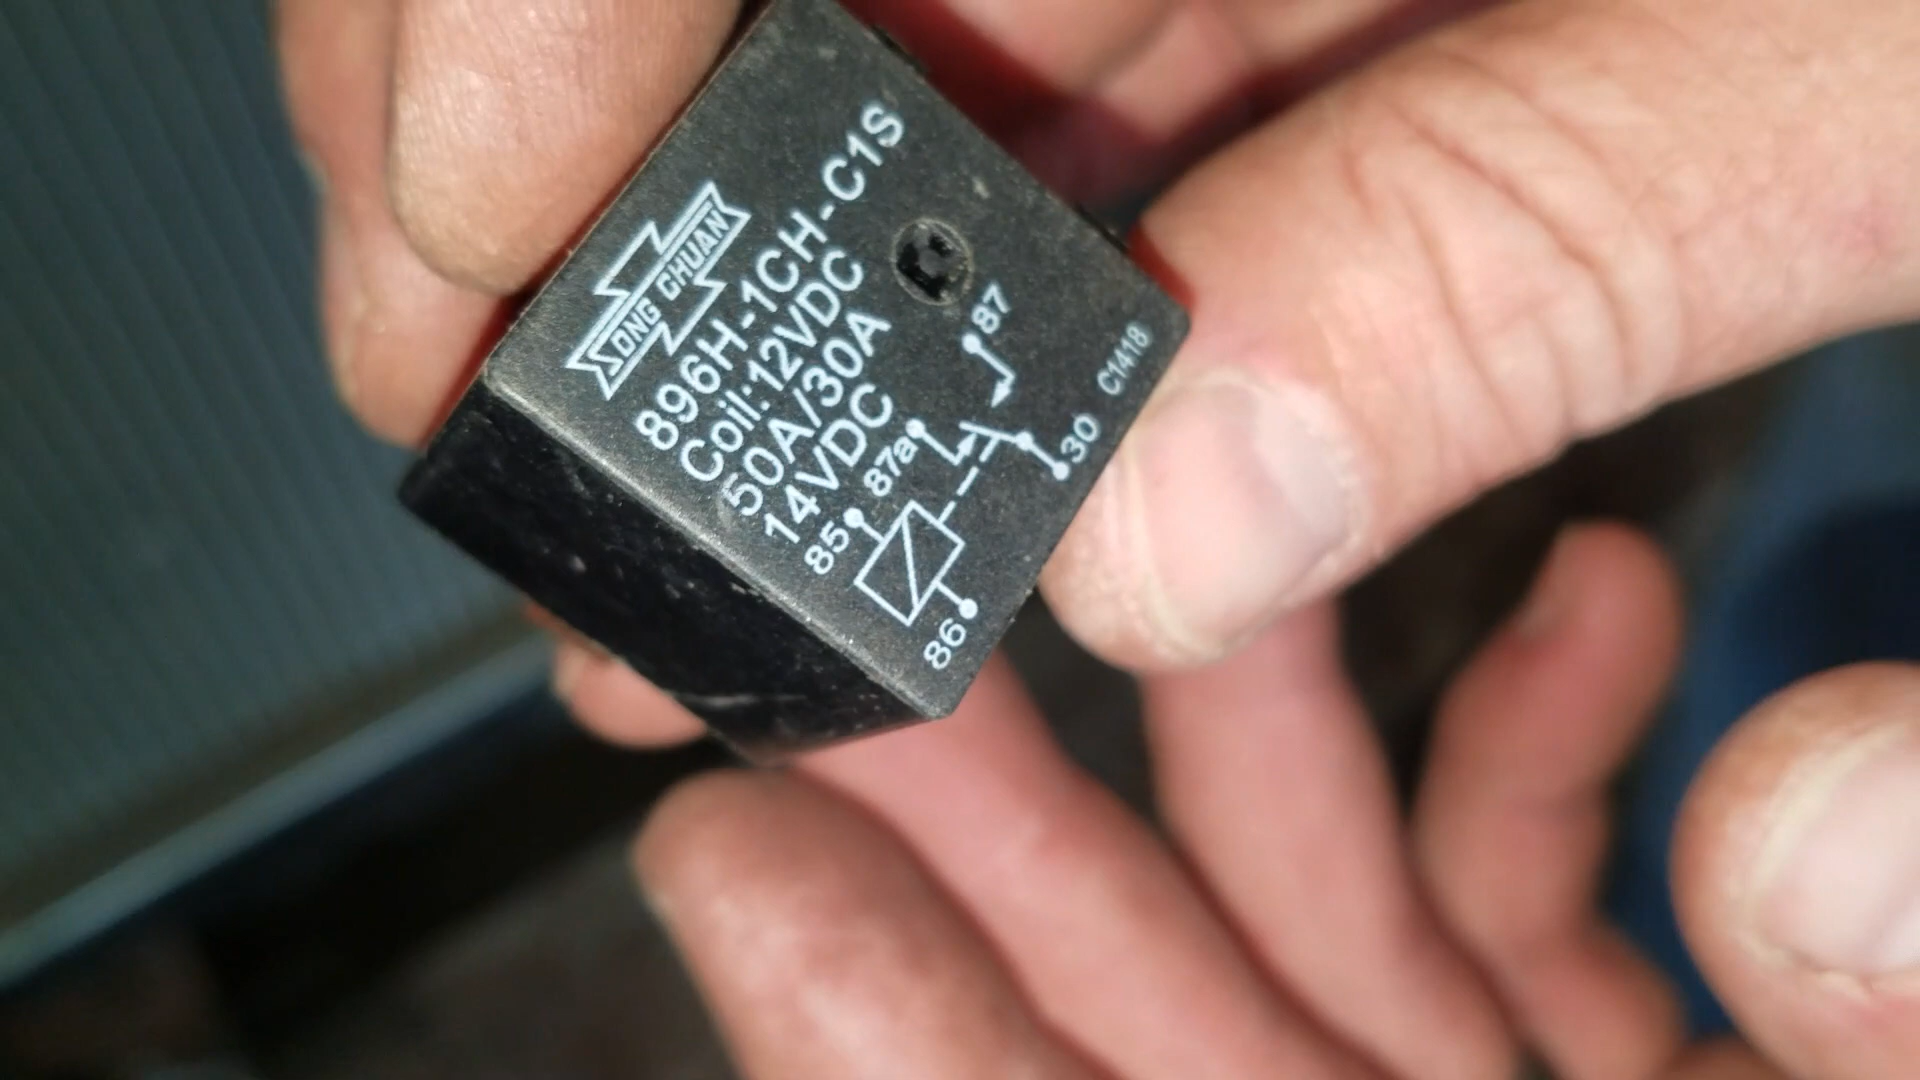 SONG CHUAN
896H-1CH-C1S
Coil:12VDC
50A/30A
14VDC
87
87a
30
85
86
C1418